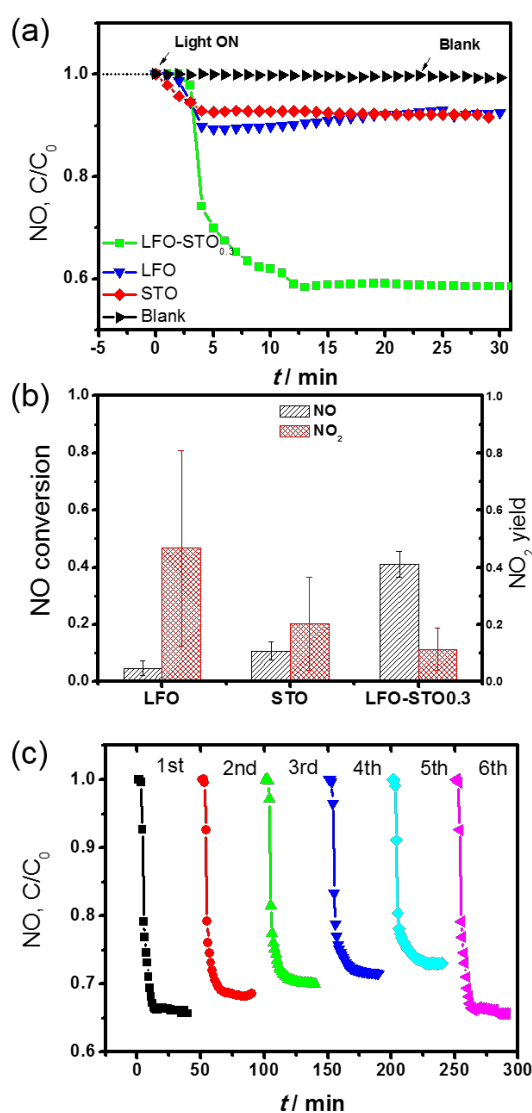 (a)
Light ON
Blank
1.0
0.8
0.6
NO, C/C₀
LFO-STO₀.₃
LFO
STO
Blank
-5 0 5 10 15 20 25 30
t / min
(b)
NO
NO₂
1.0
0.8
0.6
0.4
0.2
0.0
NO conversion
1.0
0.8
0.6
0.4
0.2
0.0
NO₂ yield
LFO STO LFO-STO0.3
(c)
1st 2nd 3rd 4th 5th 6th
1.0
0.9
0.8
0.7
0.6
NO, C/C₀
0 50 100 150 200 250 300
t / min